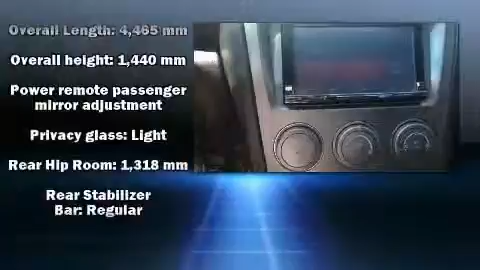 Overall Length: 4,465 mm
Overall height: 1,440 mm
Power remote passenger
mirror adjustment
Privacy glass: Light
Rear Hip Room: 1,318 mm
Rear Stabilizer
Bar: Regular